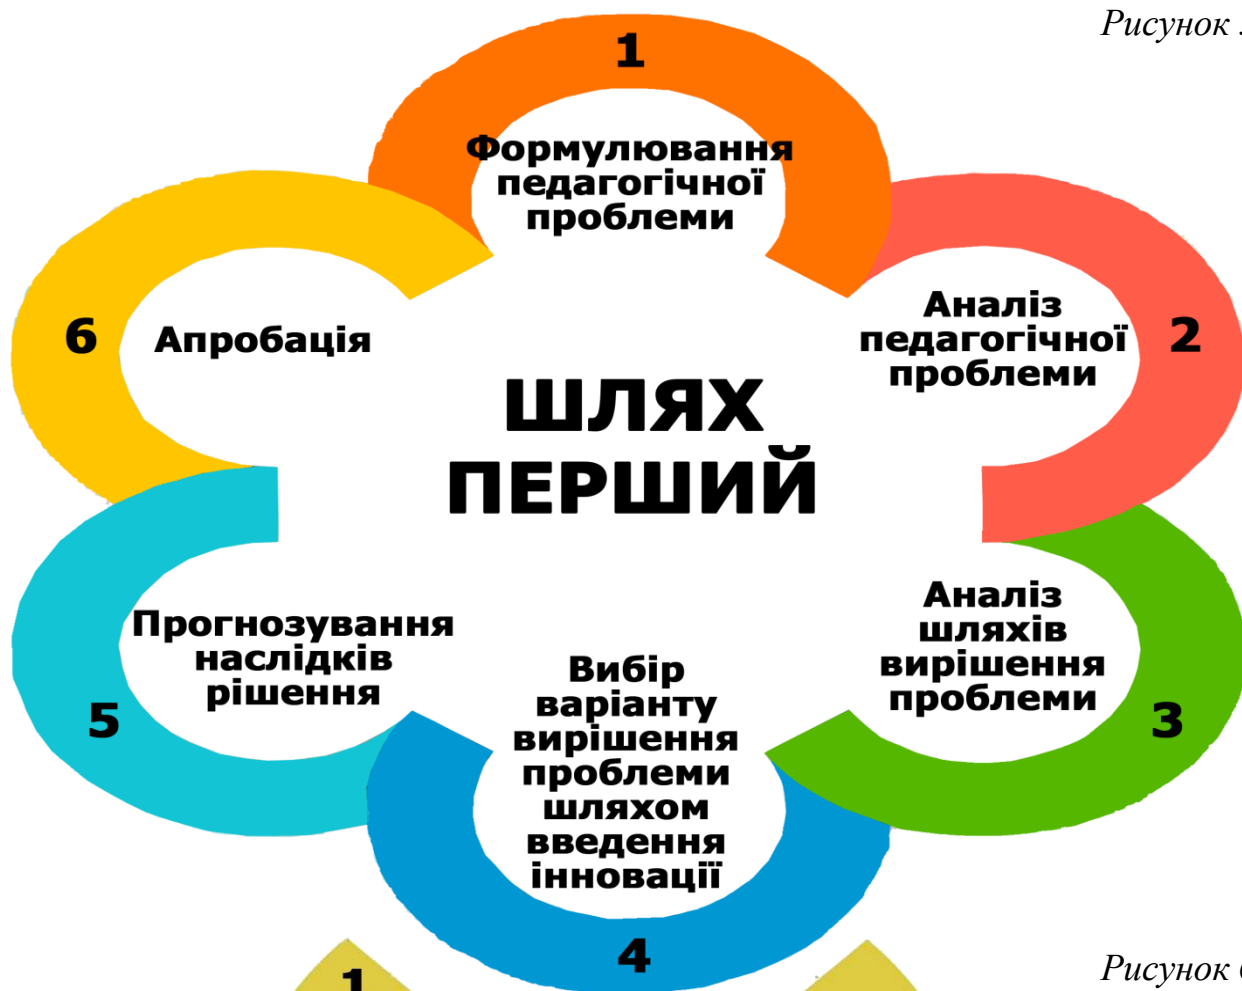 Рисунок
1
Формулювання
педагогічної
проблеми
2
Аналіз
педагогічної
проблеми
3
Аналіз
шляхів
вирішення
проблеми
4
Вибір
варіанту
вирішення
проблеми
шляхом
введення
інновації
5
Прогнозування
наслідків
рішення
6
Апробація
ШЛЯХ
ПЕРШИЙ
Рисунок
1